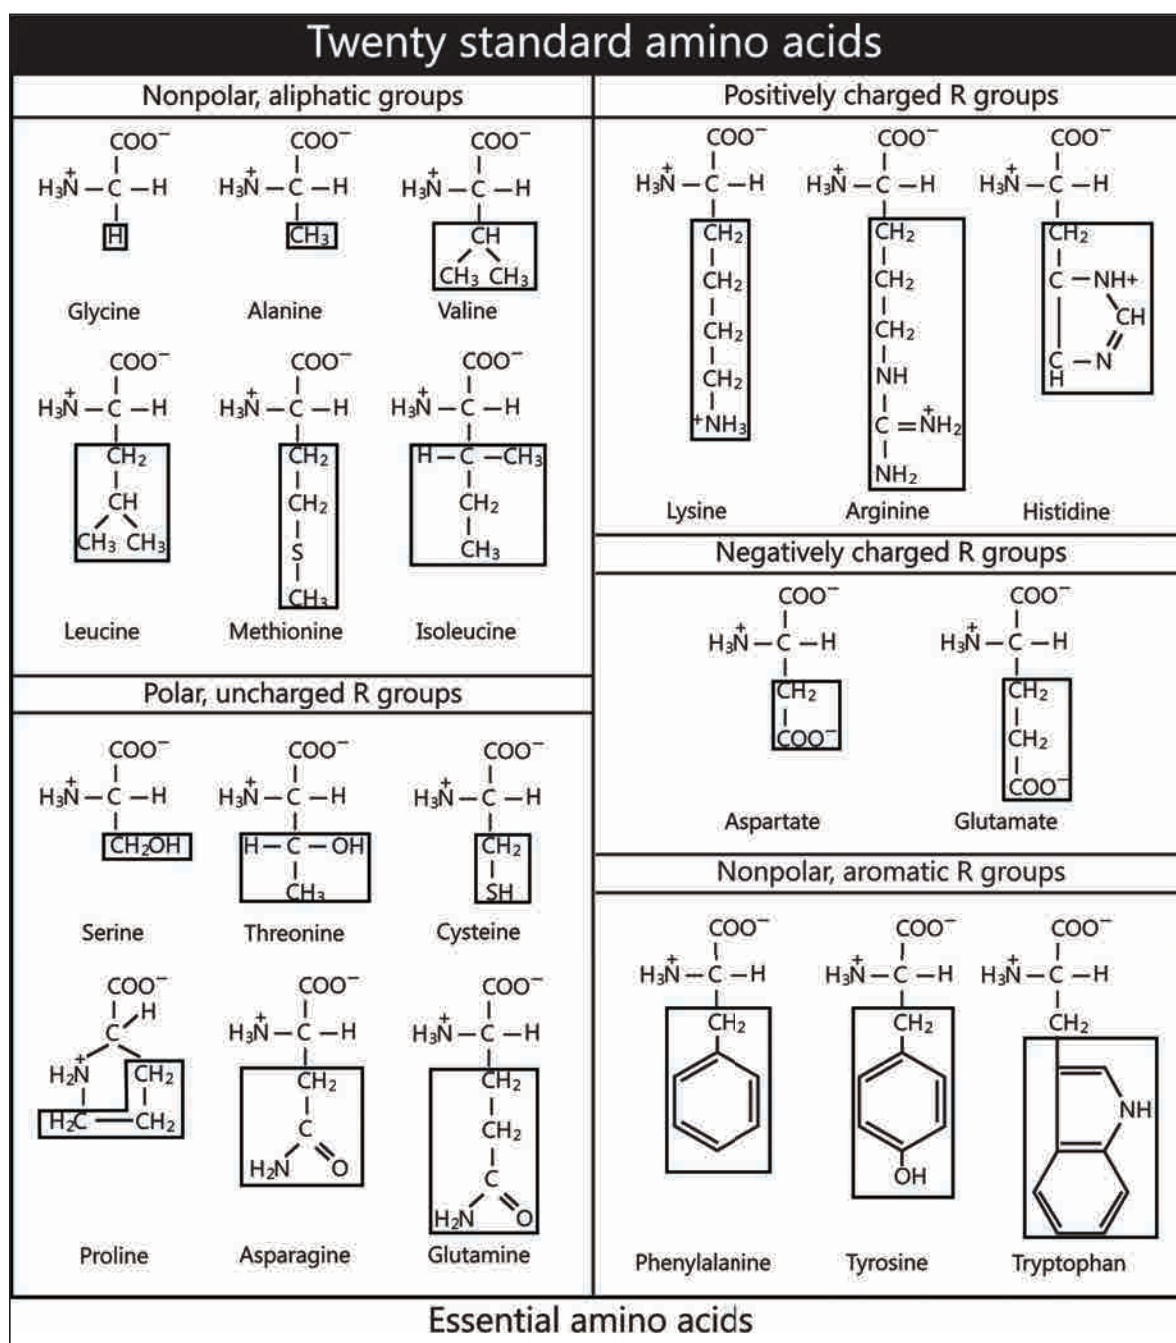 Twenty standard amino acids
Nonpolar, aliphatic groups
COO⁻ COO⁻ COO⁻
H₃N⁺ — C — H H₃N⁺ — C — H H₃N⁺ — C — H
H CH₃ CH
CH₃ CH₃
Glycine Alanine Valine
COO⁻ COO⁻ COO⁻
H₃N⁺ — C — H H₃N⁺ — C — H H₃N⁺ — C — H
CH₂ CH₂ H — C — CH₃
CH CH₂ CH₂
CH₃ CH₃ S CH₃
CH₃
Leucine Methionine Isoleucine
Polar, uncharged R groups
COO⁻ COO⁻ COO⁻
H₃N⁺ — C — H H₃N⁺ — C — H H₃N⁺ — C — H
CH₂OH H — C — OH CH₂
CH₃ SH
Serine Threonine Cysteine
COO⁻ COO⁻ COO⁻
H
C H₃N⁺ — C — H H₃N⁺ — C — H
H₂N⁺ CH₂ CH₂ CH₂
H₂C CH₂ C CH₂
H₂N O C
H₂N O
Proline Asparagine Glutamine
Positively charged R groups
COO⁻ COO⁻ COO⁻
H₃N⁺ — C — H H₃N⁺ — C — H H₃N⁺ — C — H
CH₂ CH₂ CH₂
CH₂ CH₂ C — NH+
CH₂ CH₂ CH
CH₂ NH CH — N
⁺NH₃ C = NH₂⁺
NH₂
Lysine Arginine Histidine
Negatively charged R groups
COO⁻ COO⁻
H₃N⁺ — C — H H₃N⁺ — C — H
CH₂ CH₂
COO⁻ CH₂
COO⁻
Aspartate Glutamate
Nonpolar, aromatic R groups
COO⁻ COO⁻ COO⁻
H₃N⁺ — C — H H₃N⁺ — C — H H₃N⁺ — C — H
CH₂ CH₂ CH₂
NH
OH
Phenylalanine Tyrosine Tryptophan
Essential amino acids